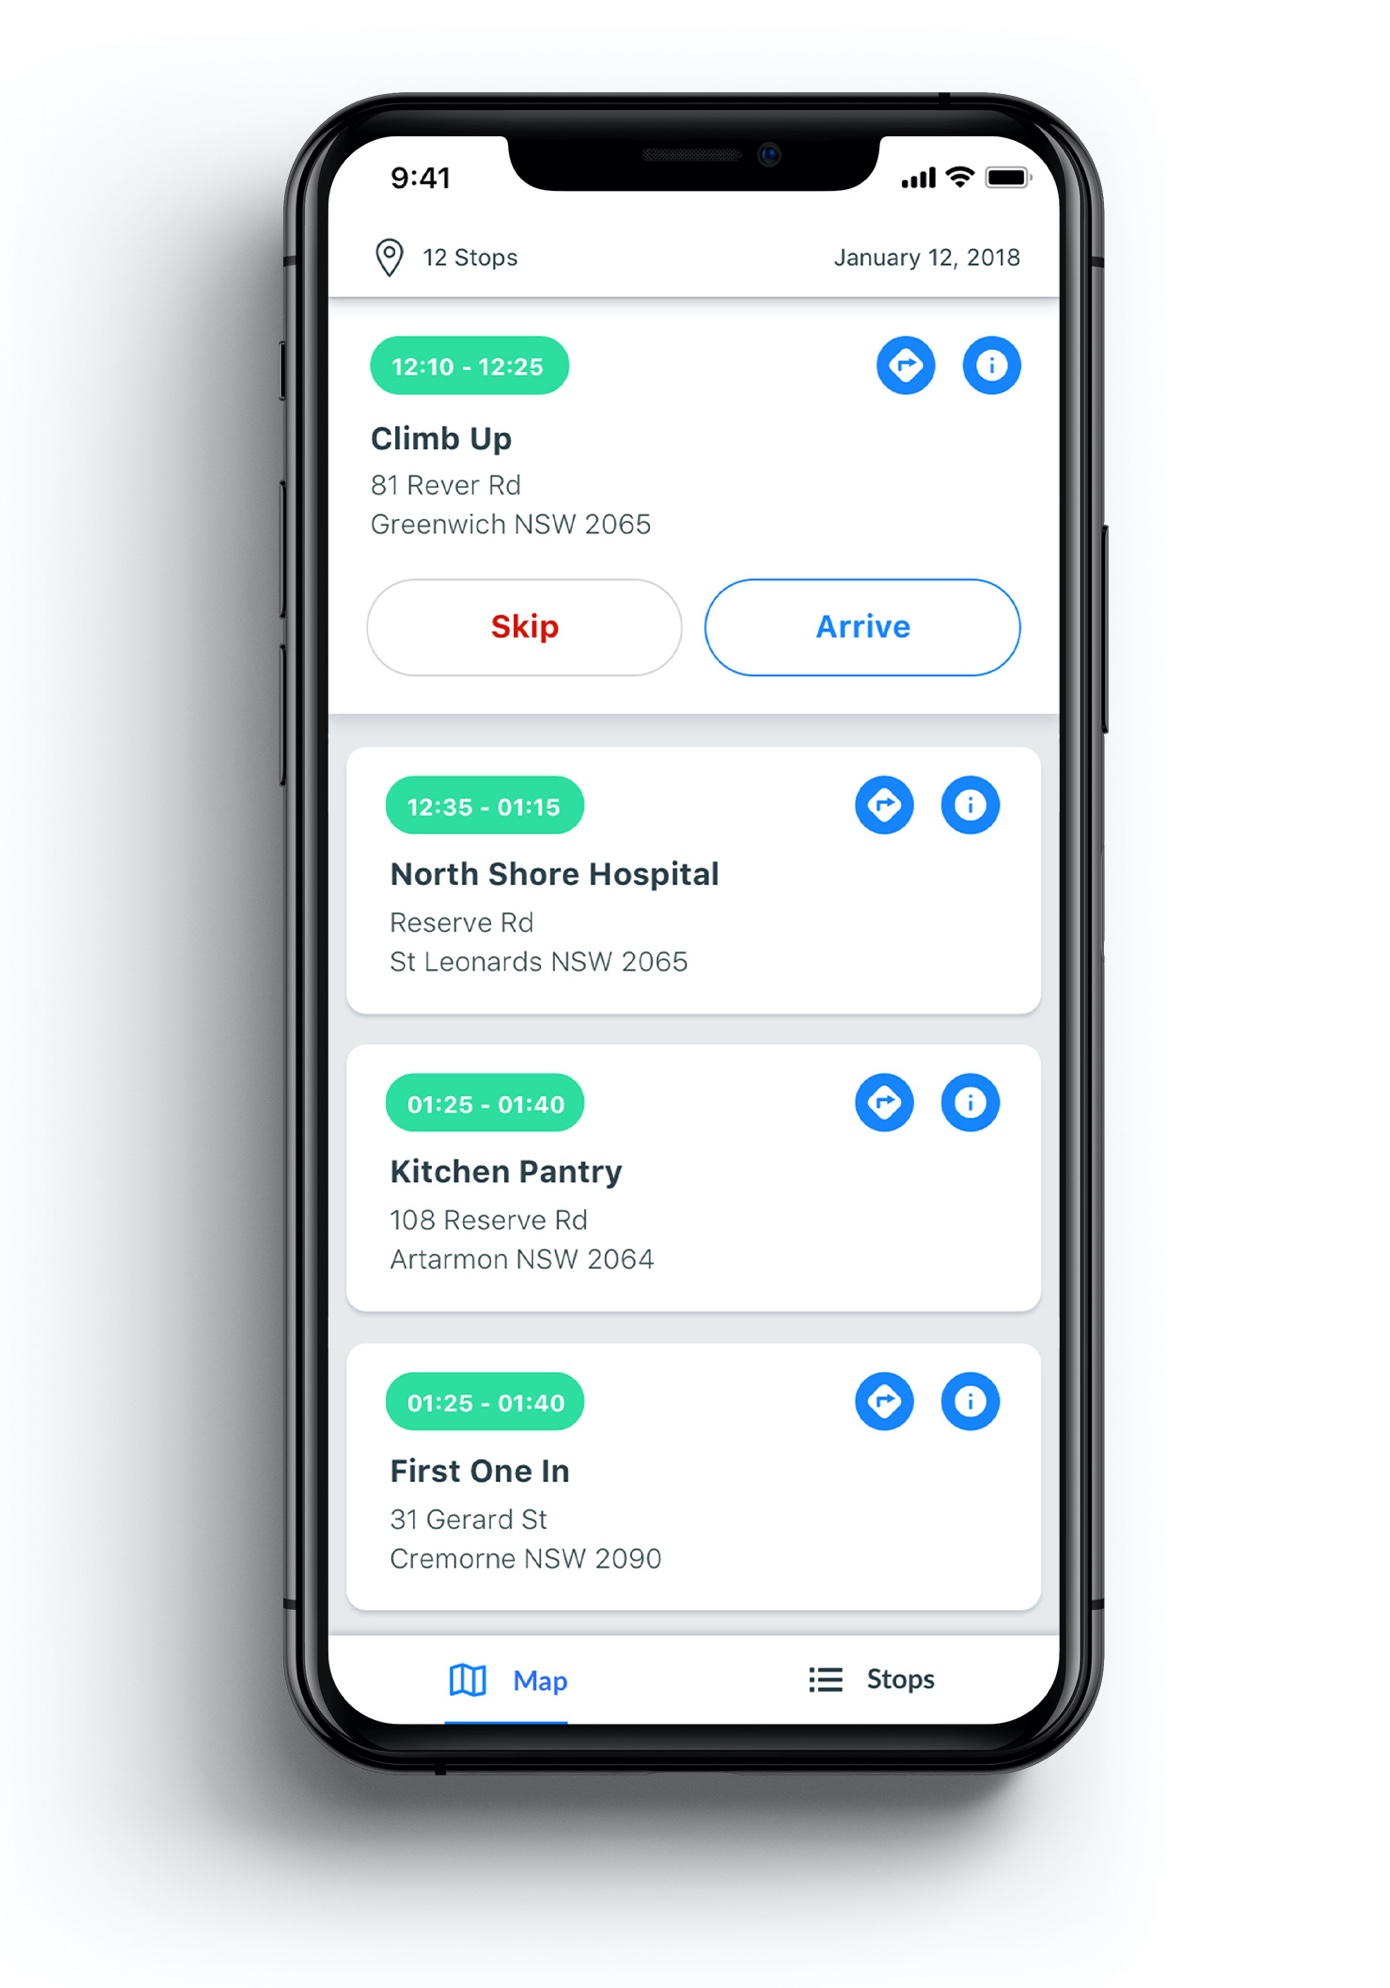 9:41
12 Stops
January 12, 2018
12:10 - 12:25
Climb Up
81 Rever Rd
Greenwich NSW 2065
Skip
Arrive
12:35 - 01:15
North Shore Hospital
Reserve Rd
St Leonards NSW 2065
01:25 - 01:40
Kitchen Pantry
108 Reserve Rd
Artarmon NSW 2064
01:25 - 01:40
First One In
31 Gerard St
Cremorne NSW 2090
Map
Stops